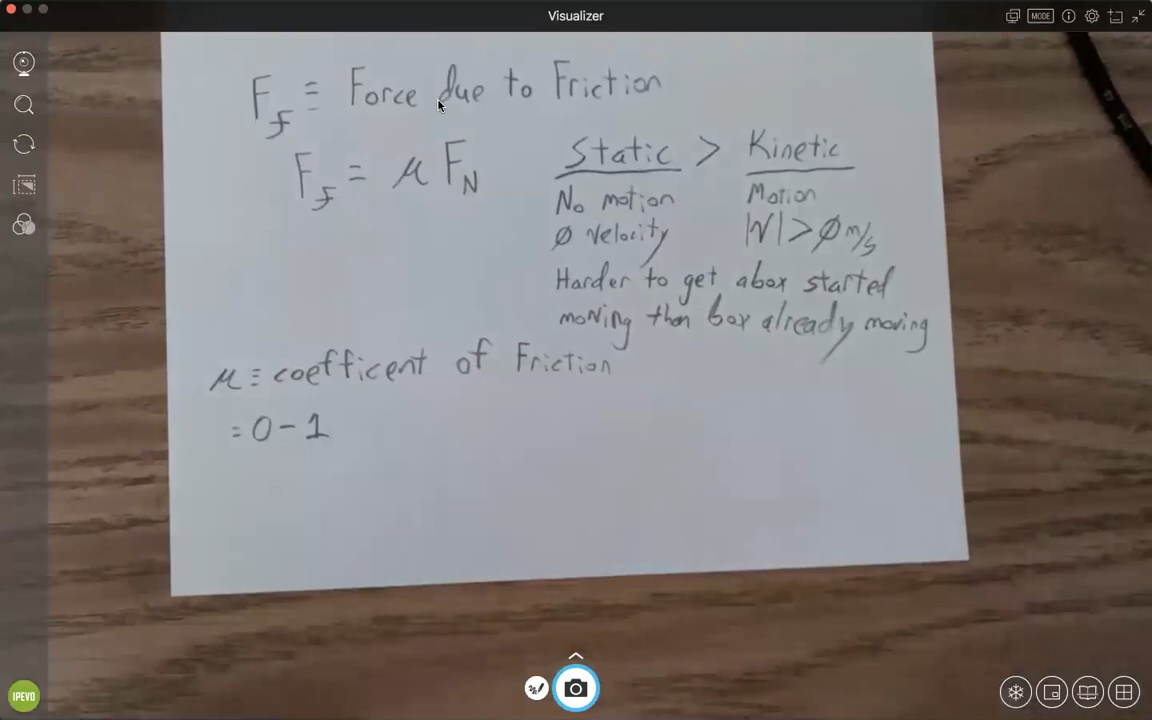 Visualizer
MODE
F_f ≡ Force due to Friction
F_f = μ F_N
Static > Kinetic
No motion
Motion
∅ velocity
|V| > ∅ m/s
Harder to get a box started
moving than box already moving
μ ≡ coefficent of Friction
= 0 - 1
IPEVO